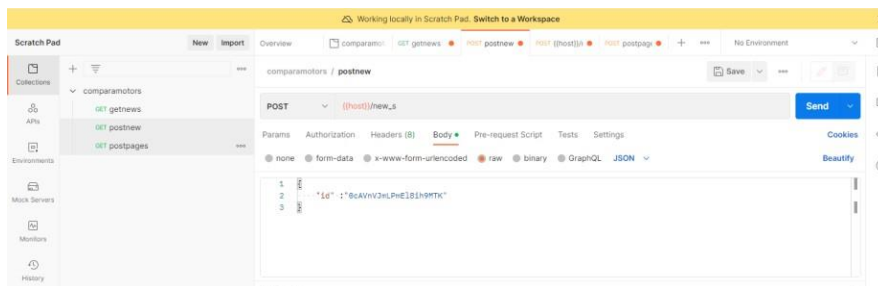 Working locally in Scratch Pad. Switch to a Workspace
Scratch Pad New Import Overview comparamot GET getnews POST postnew POST {{host}}/n POST postpage No Environment
Collections
comparamotors
GET getnews
GET postnew
GET postpages
APIs
Environments
Mock Servers
Monitors
History
comparamotors / postnew Save
POST {{host}}/new_s Send
Params Authorization Headers (8) Body Pre-request Script Tests Settings Cookies
none form-data x-www-form-urlencoded raw binary GraphQL JSON Beautify
1 {
2 "id" :
3 }